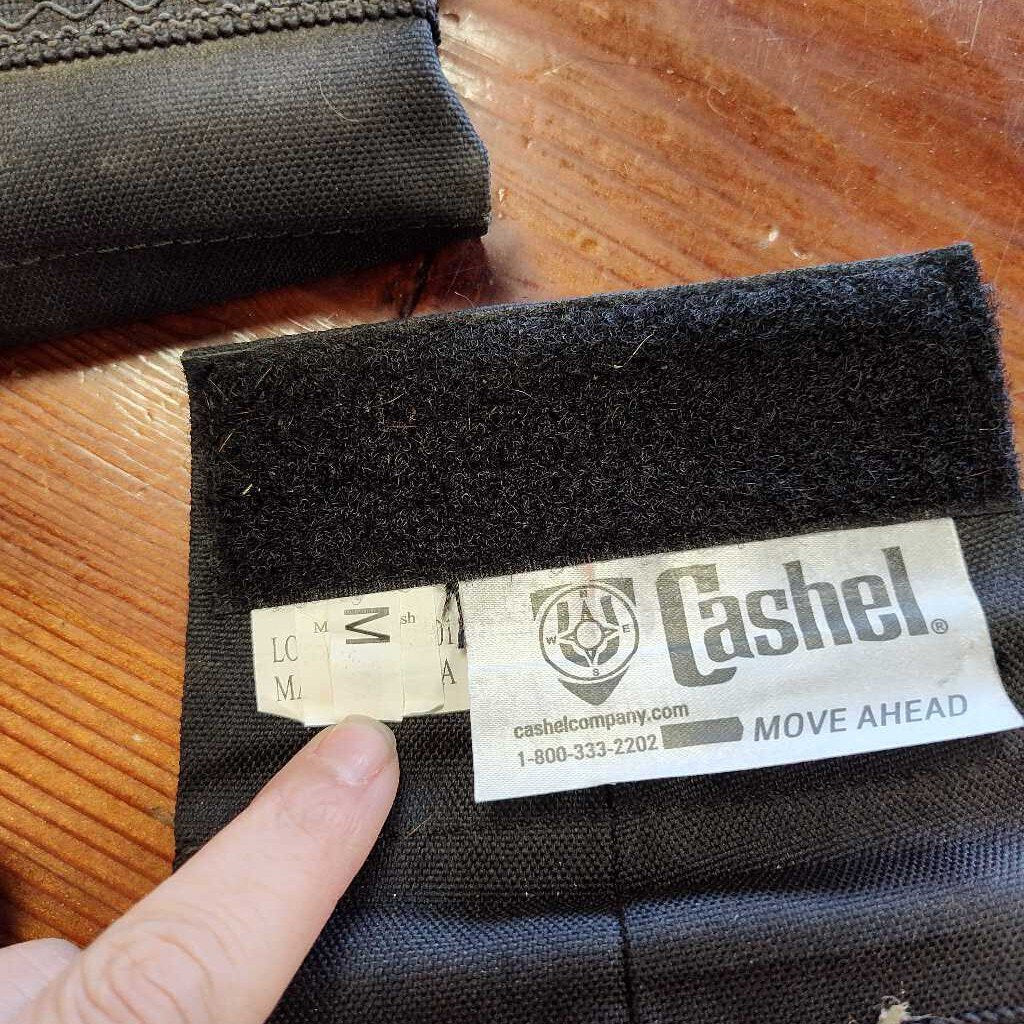 M
Cashel®
N
W E
S
cashelcompany.com
1-800-333-2202 MOVE AHEAD